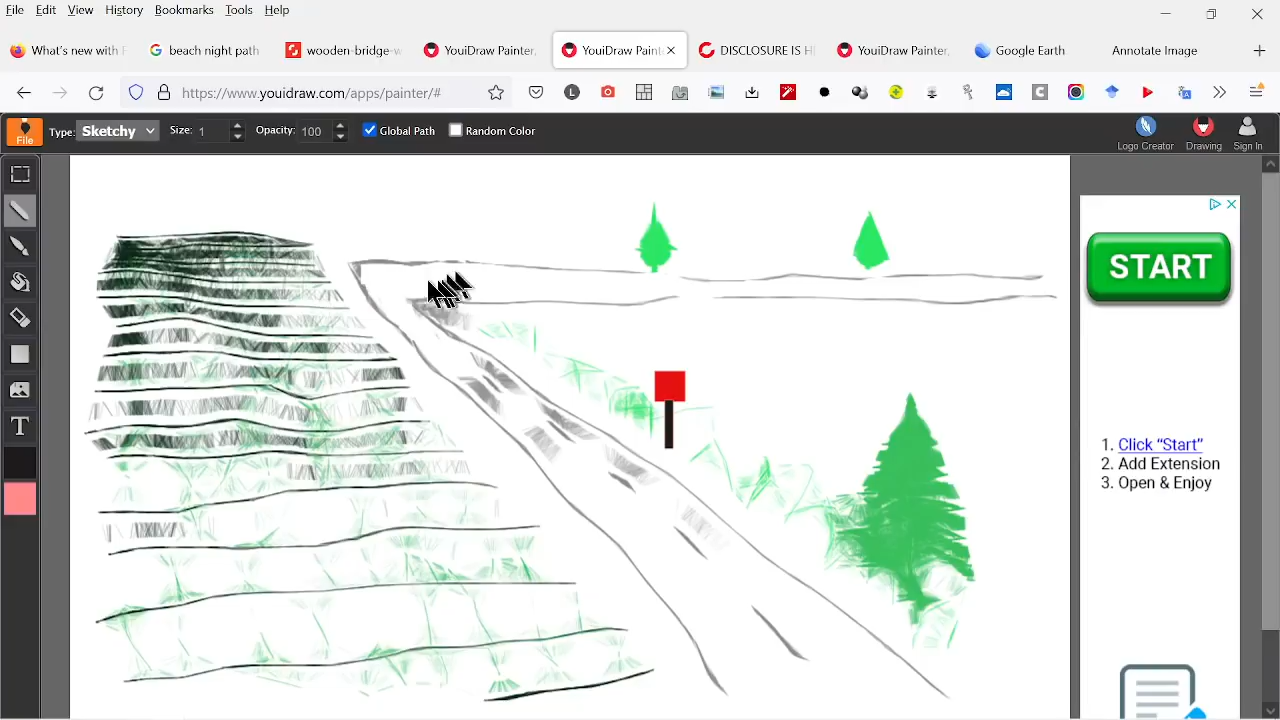 File Edit View History Bookmarks Tools Help
What's new with F
beach night path
wooden-bridge-w
YouiDraw Painter,
YouiDraw Paint
DISCLOSURE IS H
YouiDraw Painter,
Google Earth
Annotate Image
https://www.youidraw.com/apps/painter/#
File Type: Sketchy Size: 1 Opacity: 100 Global Path Random Color
Logo Creator Drawing Sign In
T
START
1. Click “Start”
2. Add Extension
3. Open & Enjoy